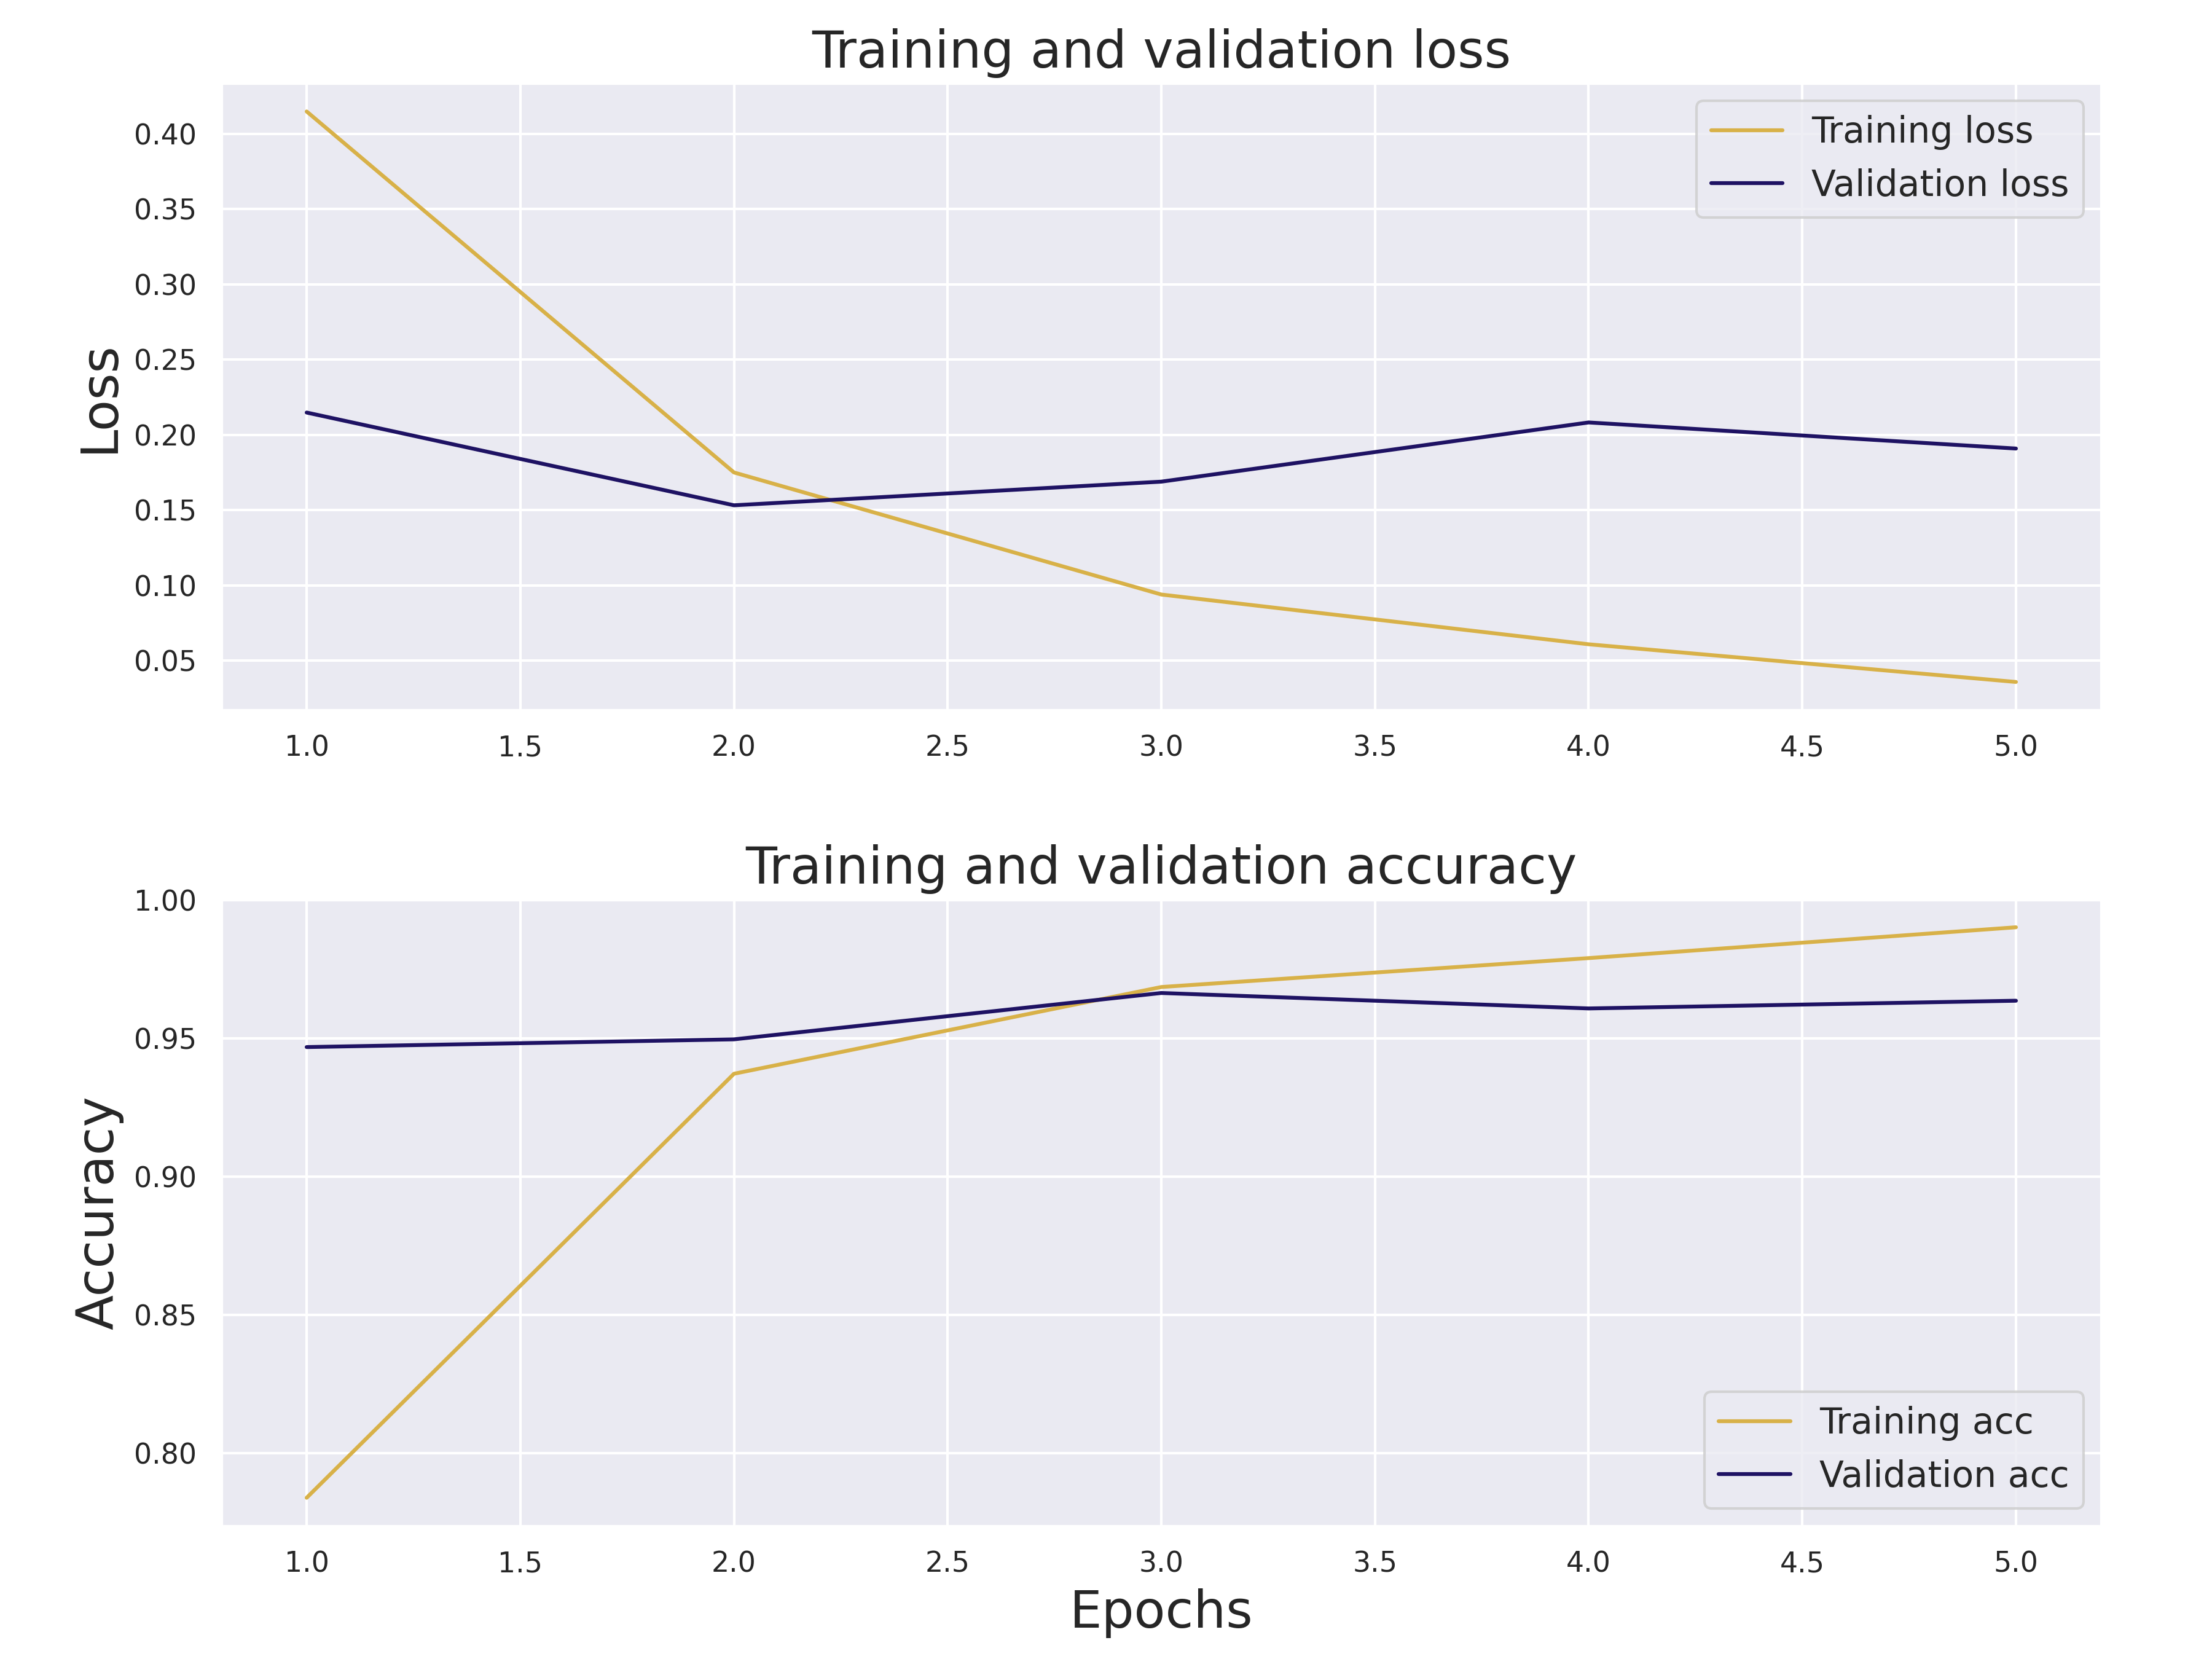 Training and validation loss
0.40
0.35
0.30
0.25
0.20
0.15
0.10
0.05
Loss
Training loss
Validation loss
1.0 1.5 2.0 2.5 3.0 3.5 4.0 4.5 5.0
Training and validation accuracy
1.00
0.95
0.90
0.85
0.80
Accuracy
Training acc
Validation acc
1.0 1.5 2.0 2.5 3.0 3.5 4.0 4.5 5.0
Epochs